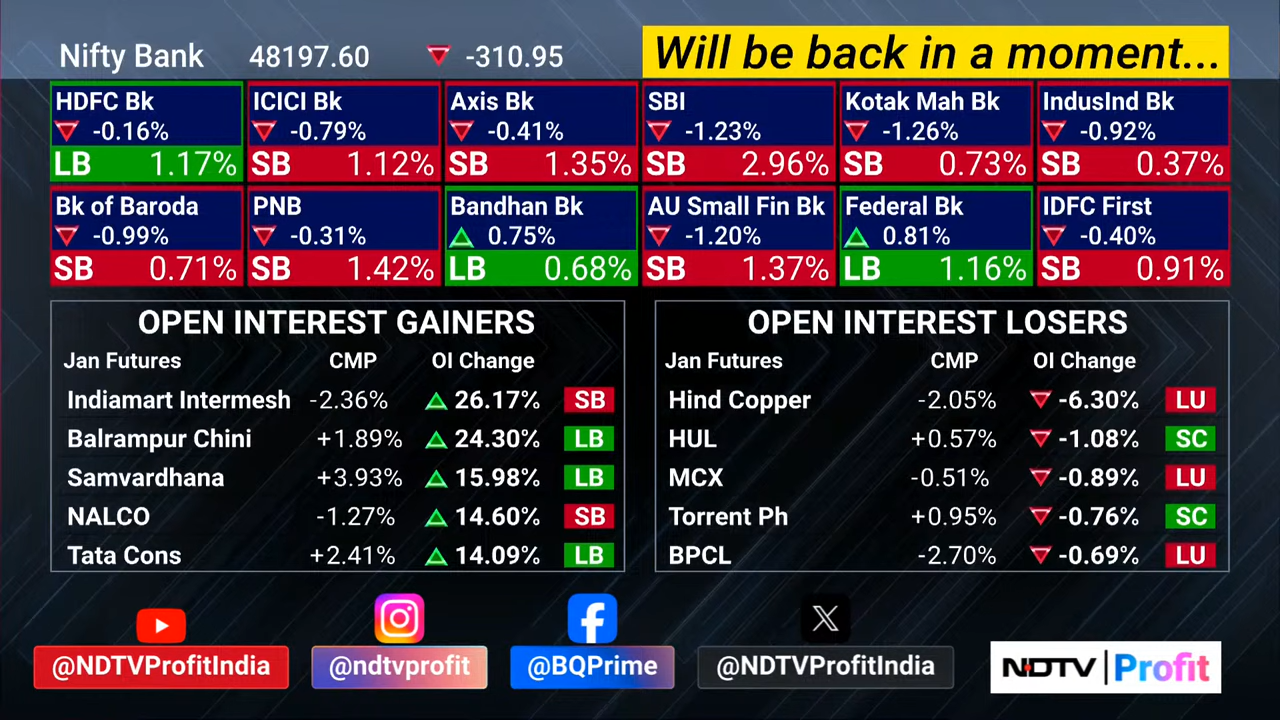 Nifty Bank 48197.60 -310.95
Will be back in a moment...
HDFC Bk ICICI Bk Axis Bk SBI Kotak Mah Bk IndusInd Bk
-0.16% -0.79% -0.41% -1.23% -1.26% -0.92%
LB 1.17% SB 1.12% SB 1.35% SB 2.96% SB 0.73% SB 0.37%
Bk of Baroda PNB Bandhan Bk AU Small Fin Bk Federal Bk IDFC First
-0.99% -0.31% 0.75% -1.20% 0.81% -0.40%
SB 0.71% SB 1.42% LB 0.68% SB 1.37% LB 1.16% SB 0.91%
OPEN INTEREST GAINERS
Jan Futures CMP OI Change
Indiamart Intermesh -2.36% 26.17% SB
Balrampur Chini +1.89% 24.30% LB
Samvardhana +3.93% 15.98% LB
NALCO -1.27% 14.60% SB
Tata Cons +2.41% 14.09% LB
OPEN INTEREST LOSERS
Jan Futures CMP OI Change
Hind Copper -2.05% -6.30% LU
HUL +0.57% -1.08% SC
MCX -0.51% -0.89% LU
Torrent Ph +0.95% -0.76% SC
BPCL -2.70% -0.69% LU
@NDTVProfitIndia @ndtvprofit @BQPrime @NDTVProfitIndia
NDTV Profit